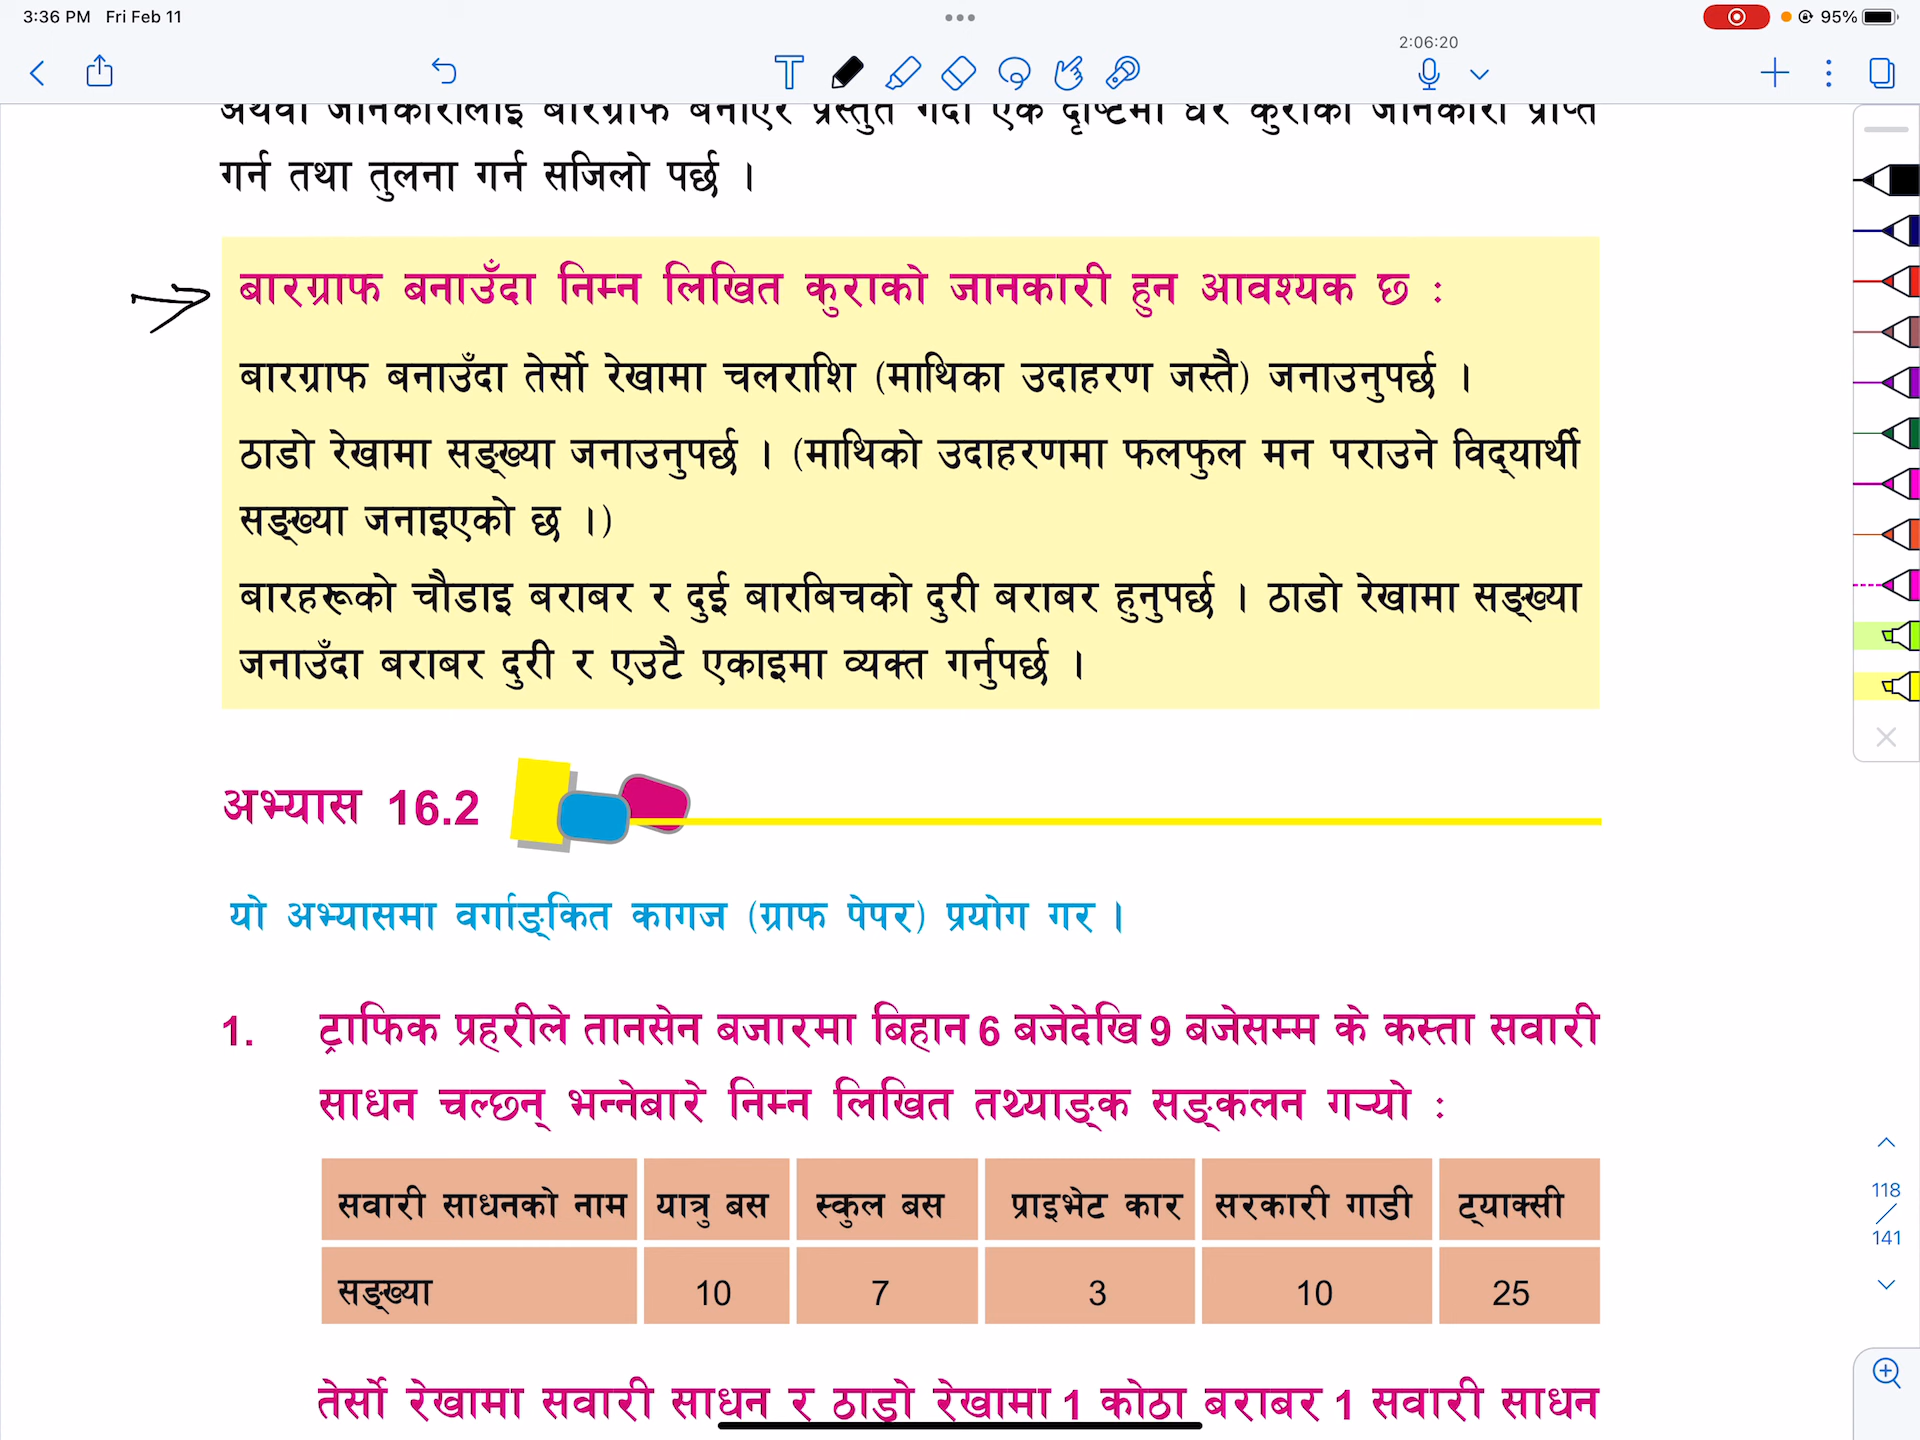 3:36 PM Fri Feb 11
95%
2:06:20
अथवा जानकारीलाई बारग्राफ बनाएर प्रस्तुत गर्दा एकै दृष्टिमा धेरै कुराको जानकारी प्राप्त
गर्न तथा तुलना गर्न सजिलो पर्छ ।
बारग्राफ बनाउँदा निम्न लिखित कुराको जानकारी हुन आवश्यक छ :
बारग्राफ बनाउँदा तेर्सो रेखामा चलराशि (माथिका उदाहरण जस्तै) जनाउनुपर्छ ।
ठाडो रेखामा सङ्ख्या जनाउनुपर्छ । (माथिको उदाहरणमा फलफुल मन पराउने विद्यार्थी
सङ्ख्या जनाइएको छ ।)
बारहरूको चौडाइ बराबर र दुई बारबिचको दुरी बराबर हुनुपर्छ । ठाडो रेखामा सङ्ख्या
जनाउँदा बराबर दुरी र एउटै एकाइमा व्यक्त गर्नुपर्छ ।
अभ्यास 16.2
यो अभ्यासमा वर्गाङ्कित कागज (ग्राफ पेपर) प्रयोग गर ।
1. ट्राफिक प्रहरीले तानसेन बजारमा बिहान 6 बजेदेखि 9 बजेसम्म के कस्ता सवारी
साधन चल्छन् भन्नेबारे निम्न लिखित तथ्याङ्क सङ्कलन गऱ्यो :
सवारी साधनको नाम यात्रु बस स्कुल बस प्राइभेट कार सरकारी गाडी ट्याक्सी
सङ्ख्या 10 7 3 10 25
तेर्सो रेखामा सवारी साधन र ठाडो रेखामा 1 कोठा बराबर 1 सवारी साधन
118
/
141